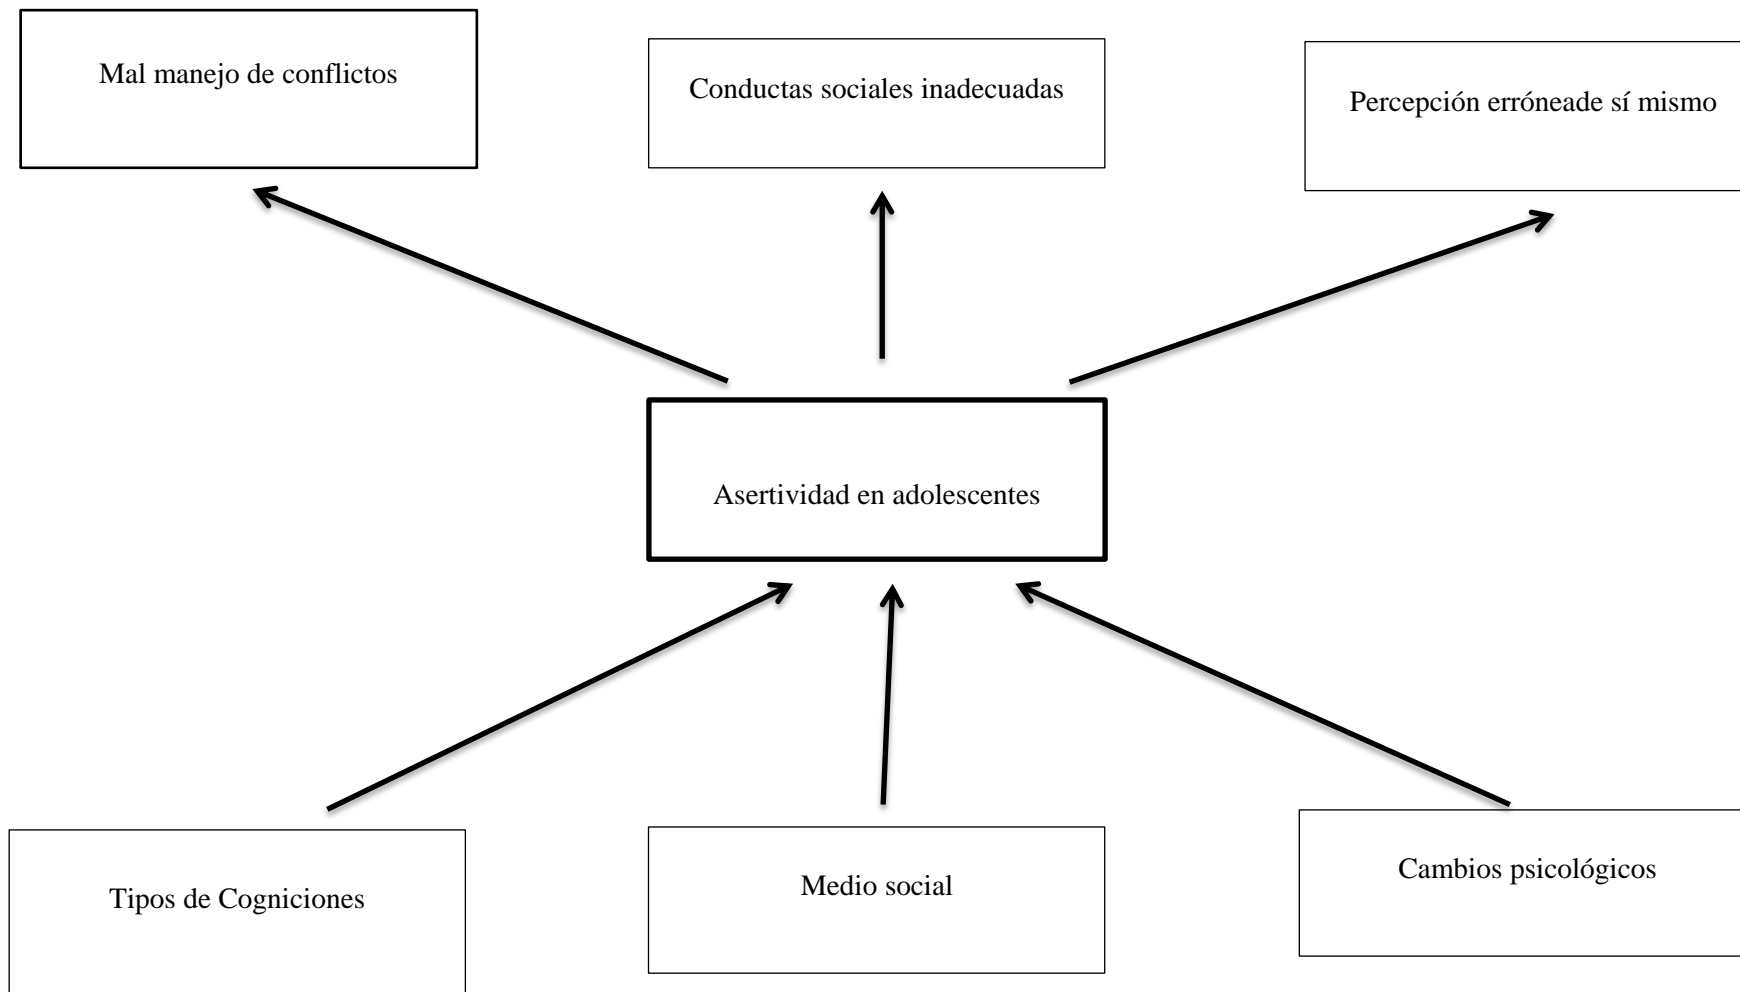 Mal manejo de conflictos
Conductas sociales inadecuadas
Percepción erróneade sí mismo
Asertividad en adolescentes
Tipos de Cogniciones
Medio social
Cambios psicológicos